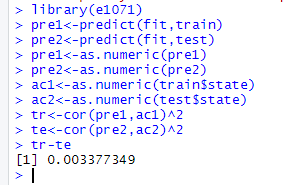 > library(e1071)
> pre1<-predict(fit,train)
> pre2<-predict(fit,test)
> pre1<-as.numeric(pre1)
> pre2<-as.numeric(pre2)
> ac1<-as.numeric(train$state)
> ac2<-as.numeric(test$state)
> tr<-cor(pre1,ac1)^2
> te<-cor(pre2,ac2)^2
> tr-te
[1] 0.003377349
>